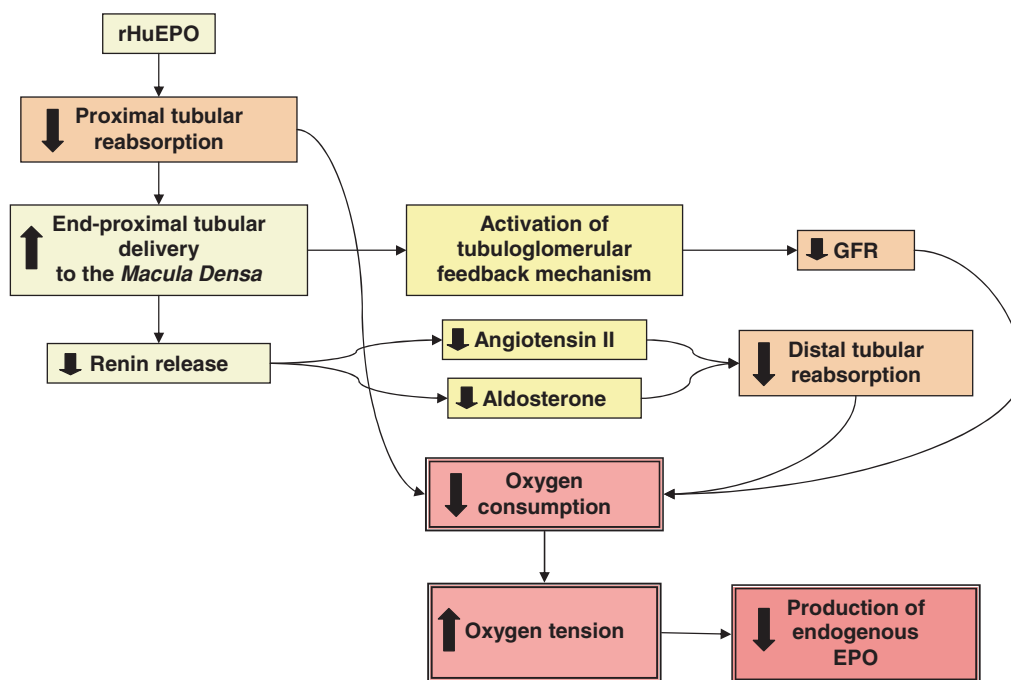 rHuEPO
Proximal tubular
reabsorption
End-proximal tubular
delivery
to the Macula Densa
Activation of
tubuloglomerular
feedback mechanism
GFR
Renin release
Angiotensin II
Aldosterone
Distal tubular
reabsorption
Oxygen
consumption
Oxygen tension
Production of
endogenous
EPO